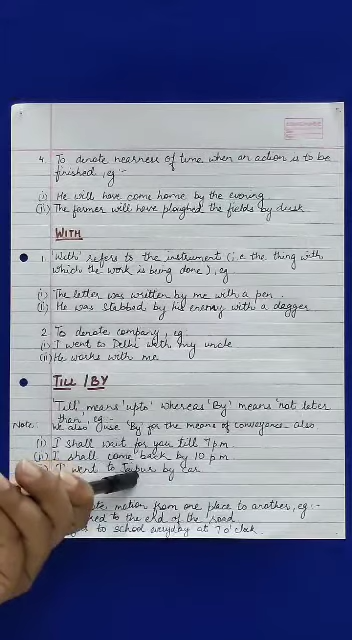 4. To denote nearness of time when an action is to be
finished, eg :-
(i) He will have come home by the evening
(ii) The farmer will have ploughed the fields by dusk
WITH
1. 'With' refers to the instrument (i.e the thing with
which the work is being done), eg
(i) The letter was written by me with a pen.
(ii) He was stabbed by his enemy with a dagger
2. To denote company, eg:
(i) I went to Delhi with my uncle
(ii) He works with me
TILL / BY
'Till' means 'upto' whereas 'By' means 'not later
than', eg -
Note: We also use 'By' for the means of conveyance also
(i) I shall wait for you till 7 pm
(ii) I shall come back by 10 pm
I went to Jaipur by car
motion from one place to another, eg :-
to the end of the road
to school everyday at 7 o'clock